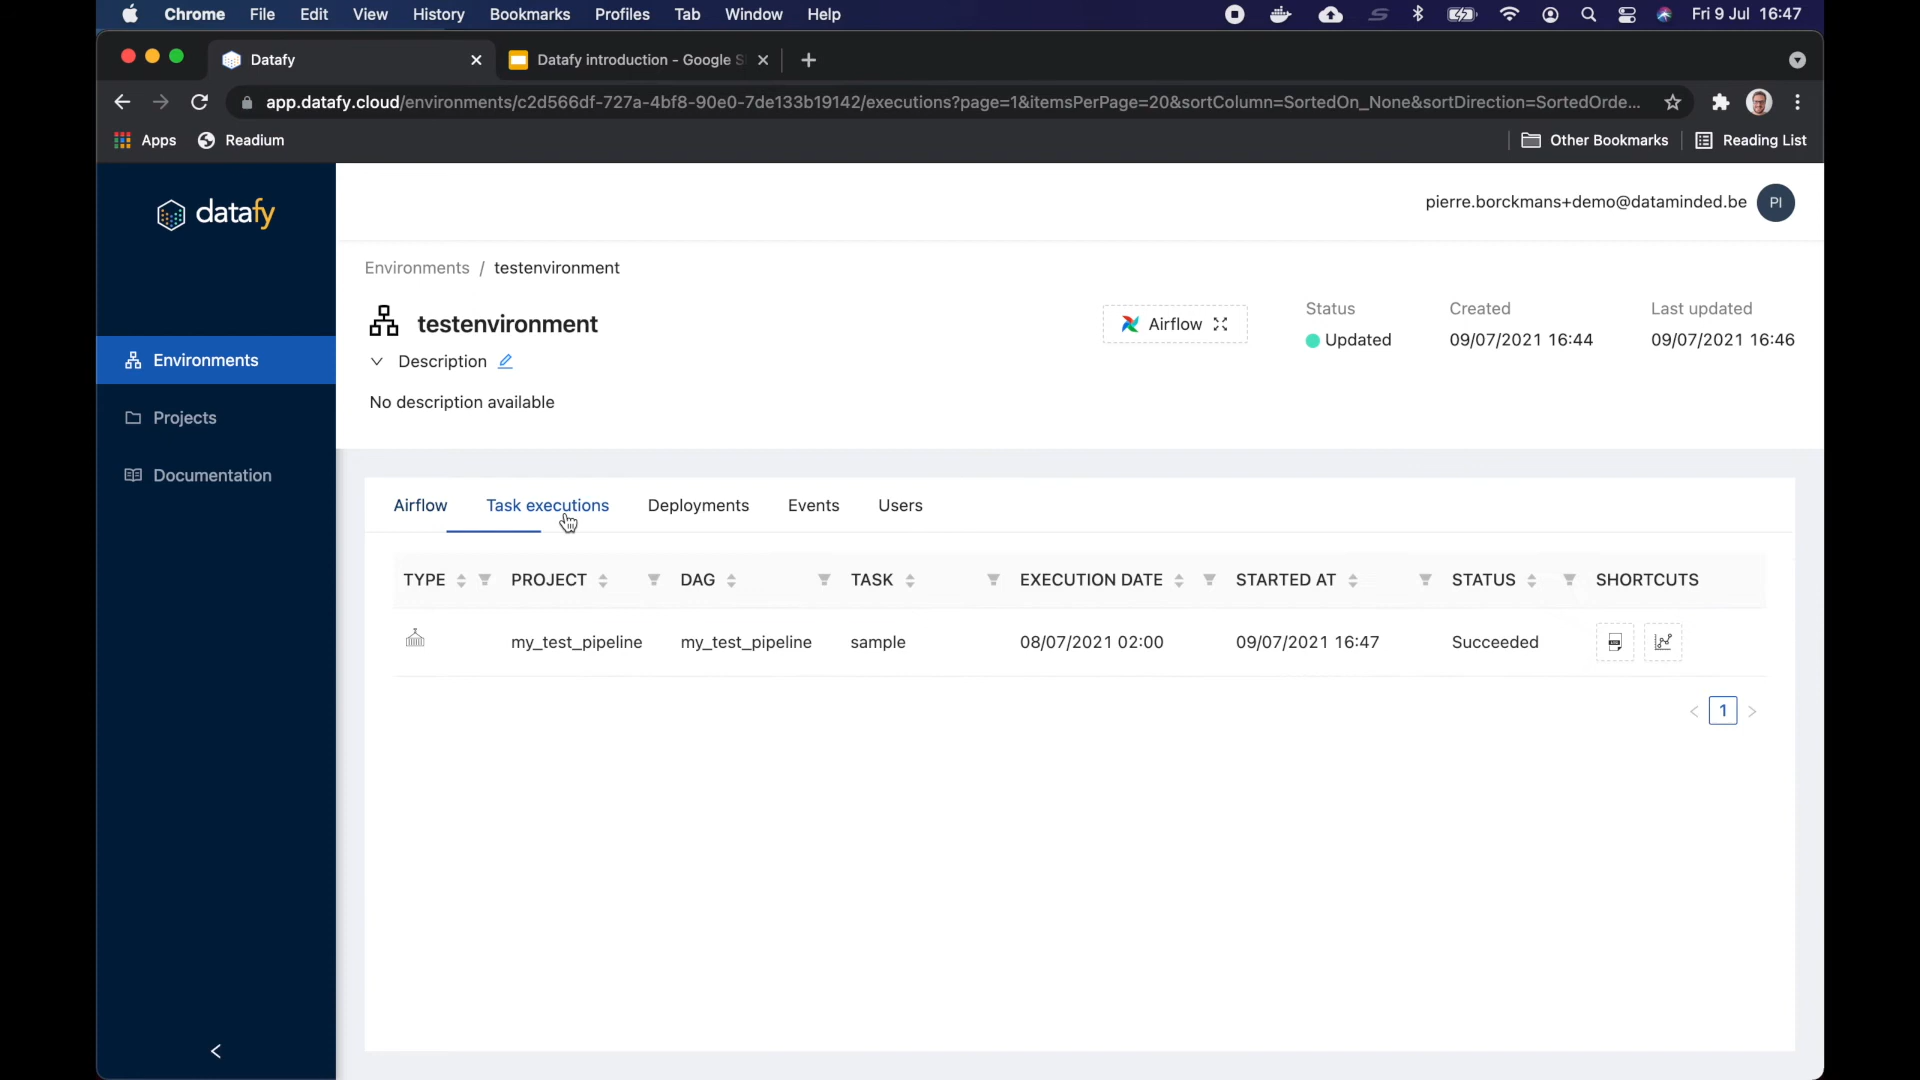 Chrome File Edit View History Bookmarks Profiles Tab Window Help Fri 9 Jul 16:47
Datafy Datafy introduction - Google S
app.datafy.cloud/environments/c2d566df-727a-4bf8-90e0-7de133b19142/executions?page=1&itemsPerPage=20&sortColumn=SortedOn_None&sortDirection=SortedOrde...
Apps Readium Other Bookmarks Reading List
datafy
pierre.borckmans+demo@dataminded.be PI
Environments / testenvironment
testenvironment
Airflow
Status Created Last updated
Updated 09/07/2021 16:44 09/07/2021 16:46
Description
No description available
Environments
Projects
Documentation
Airflow Task executions Deployments Events Users
TYPE PROJECT DAG TASK EXECUTION DATE STARTED AT STATUS SHORTCUTS
my_test_pipeline my_test_pipeline sample 08/07/2021 02:00 09/07/2021 16:47 Succeeded
< 1 >